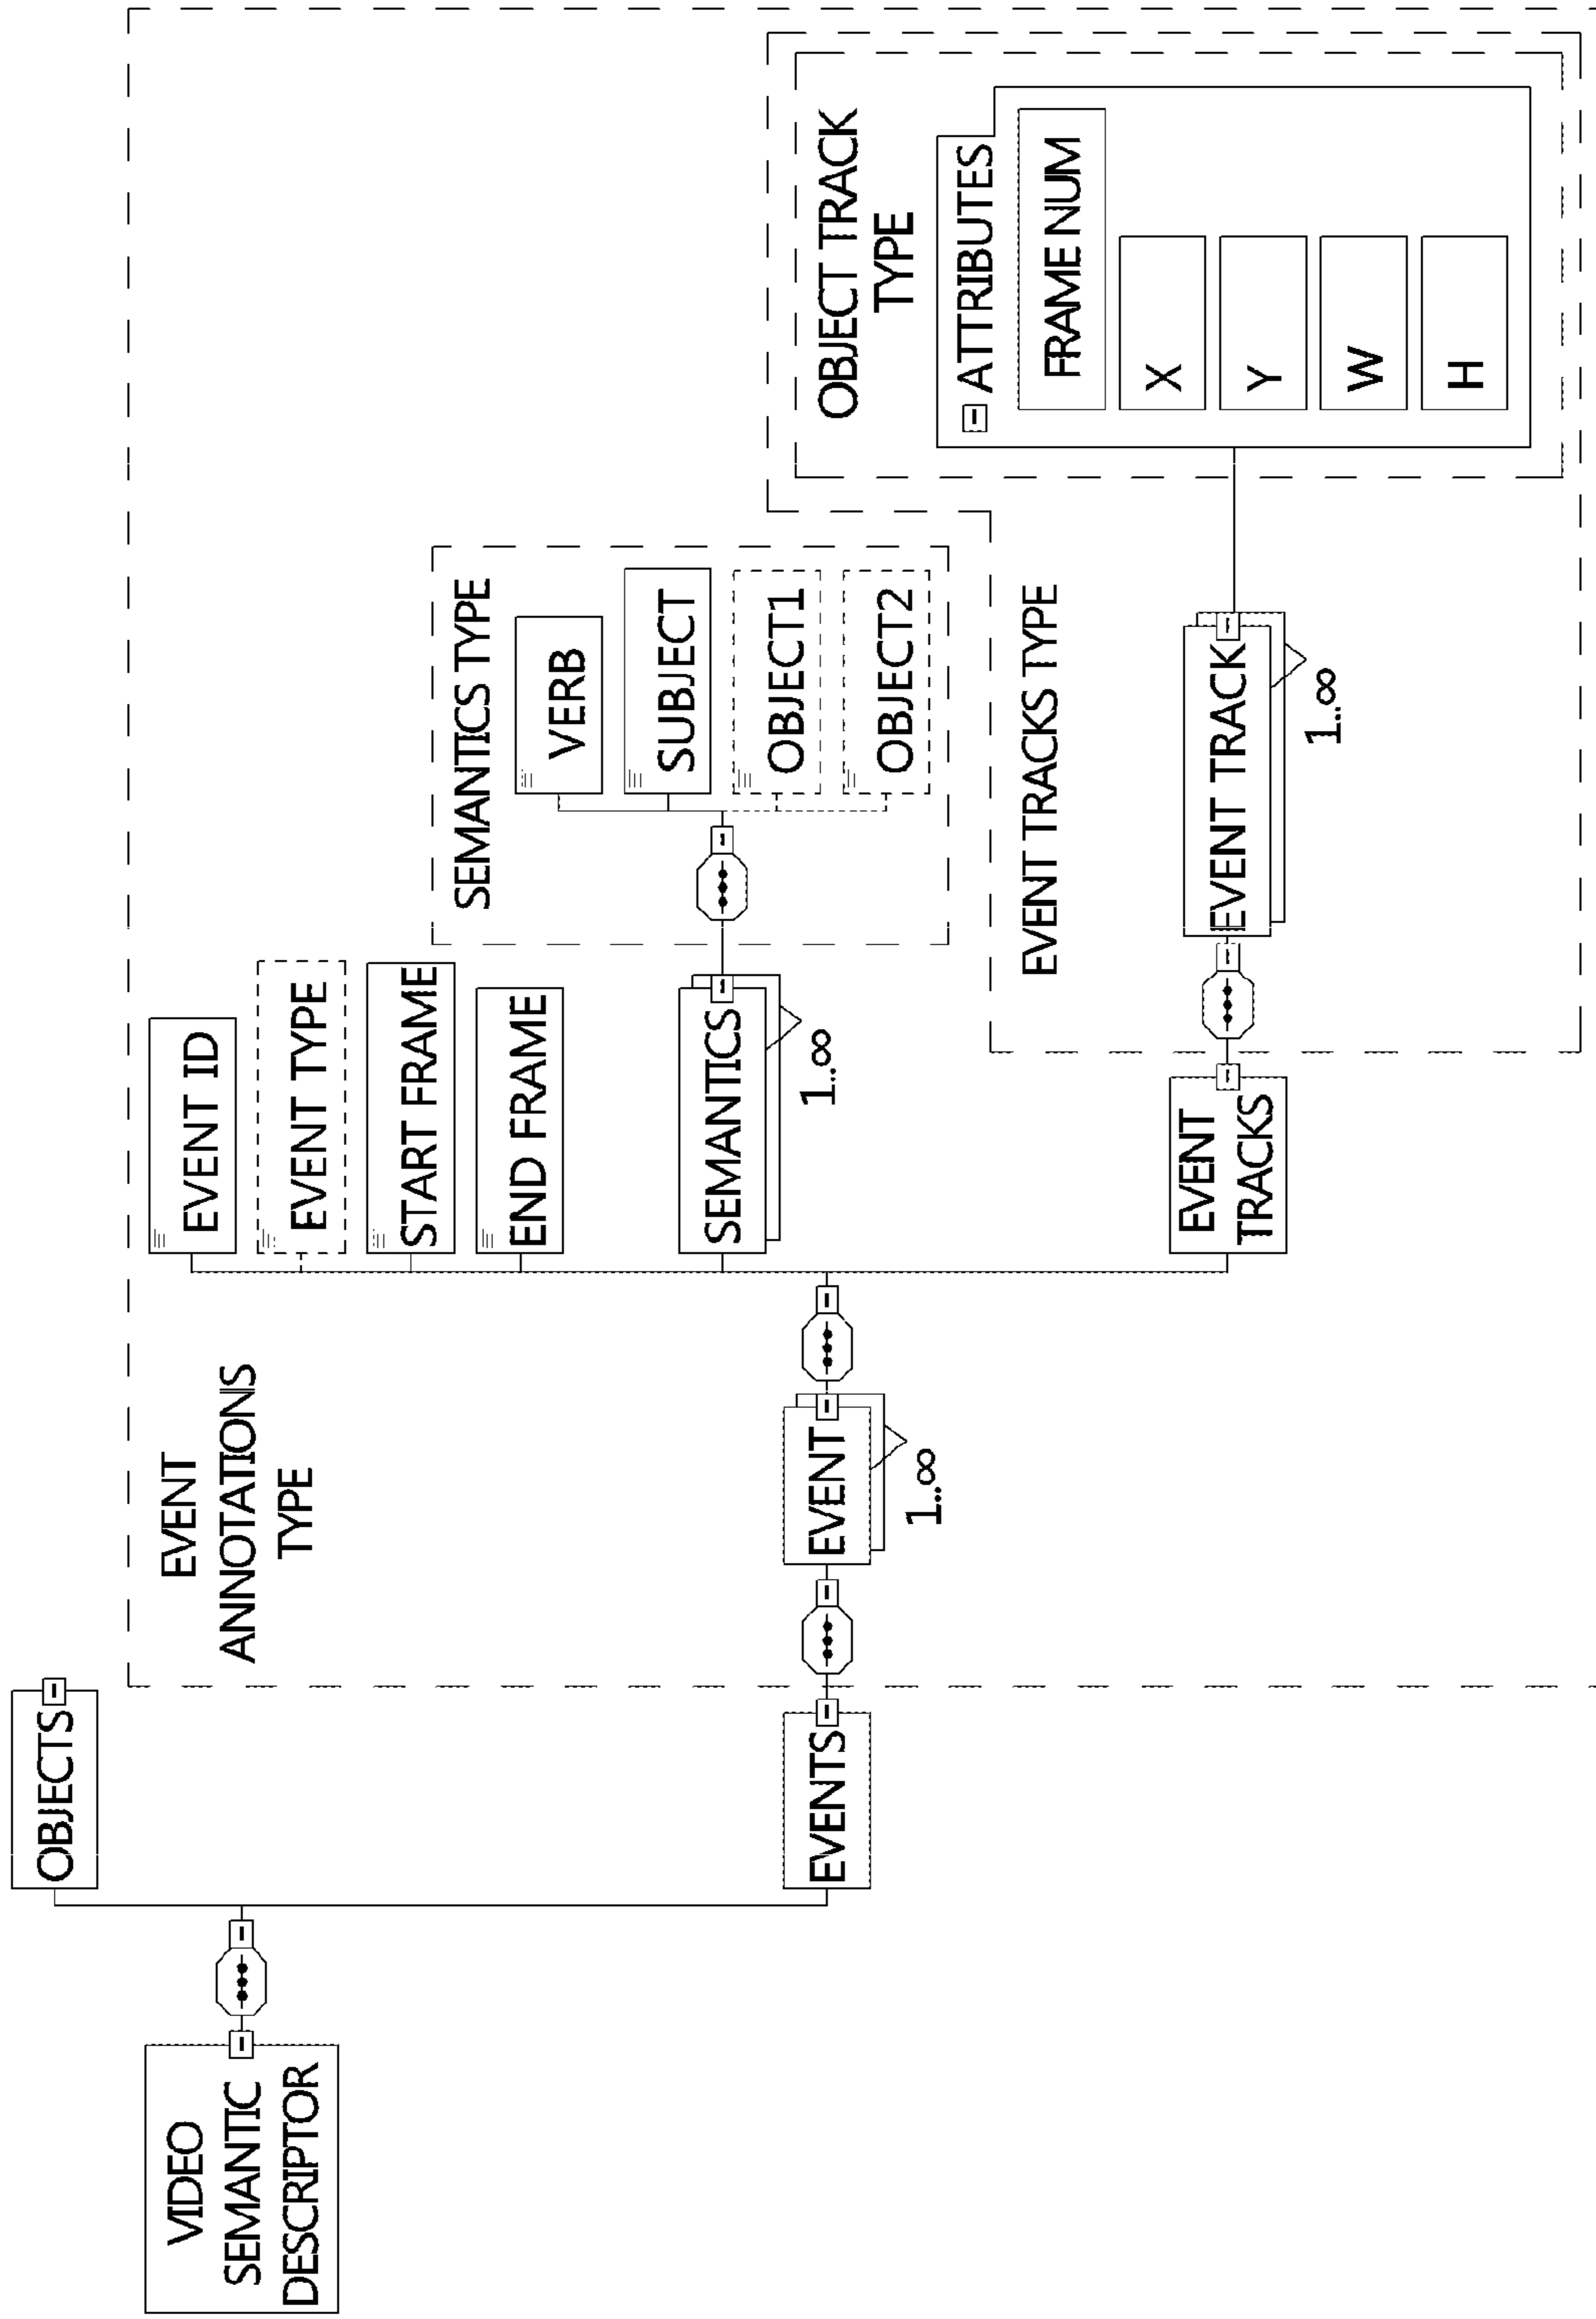 VIDEO
SEMANTIC
DESCRIPTOR
OBJECTS
EVENTS
EVENT
ANNOTATIONS
TYPE
EVENT
1..∞
EVENT ID
EVENT TYPE
START FRAME
END FRAME
SEMANTICS
1..∞
SEMANTICS TYPE
VERB
SUBJECT
OBJECT1
OBJECT2
EVENT
TRACKS
EVENT TRACKS TYPE
EVENT TRACK
1..∞
OBJECT TRACK
TYPE
ATTRIBUTES
FRAME NUM
X
Y
W
H